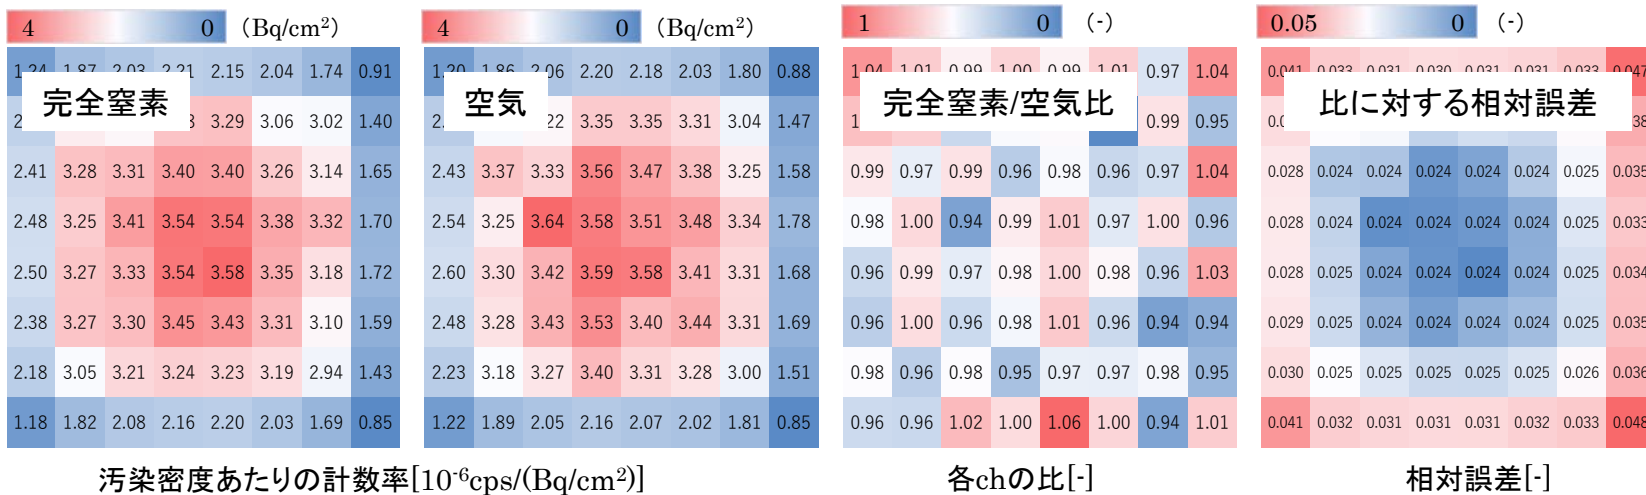 4 0 (Bq/cm²) 4 0 (Bq/cm²) 1 0 (-) 0.05 0 (-)
完全窒素 空気 完全窒素/空気比 比に対する相対誤差
1.24 1.87 2.03 2.21 2.15 2.04 1.74 0.91 1.20 1.86 2.06 2.20 2.18 2.03 1.80 0.88 1.04 1.01 0.99 1.00 0.99 1.01 0.97 1.04 0.041 0.033 0.031 0.030 0.031 0.031 0.033 0.047
3.29 3.06 3.02 1.40 3.35 3.35 3.31 3.04 1.47 0.99 0.95
2.41 3.28 3.31 3.40 3.40 3.26 3.14 1.65 2.43 3.37 3.33 3.56 3.47 3.38 3.25 1.58 0.99 0.97 0.99 0.96 0.98 0.96 0.97 1.04 0.028 0.024 0.024 0.024 0.024 0.024 0.025 0.035
2.48 3.25 3.41 3.54 3.54 3.38 3.32 1.70 2.54 3.25 3.64 3.58 3.51 3.48 3.34 1.78 0.98 1.00 0.94 0.99 1.01 0.97 1.00 0.96 0.028 0.024 0.024 0.024 0.024 0.024 0.025 0.033
2.50 3.27 3.33 3.54 3.58 3.35 3.18 1.72 2.60 3.30 3.42 3.59 3.58 3.41 3.31 1.68 0.96 0.99 0.97 0.98 1.00 0.98 0.96 1.03 0.028 0.025 0.024 0.024 0.024 0.024 0.025 0.034
2.38 3.27 3.30 3.45 3.43 3.31 3.10 1.59 2.48 3.28 3.43 3.53 3.40 3.44 3.31 1.69 0.96 1.00 0.96 0.98 1.01 0.96 0.94 0.94 0.029 0.025 0.024 0.024 0.024 0.024 0.025 0.035
2.18 3.05 3.21 3.24 3.23 3.19 2.94 1.43 2.23 3.18 3.27 3.40 3.31 3.28 3.00 1.51 0.98 0.96 0.98 0.95 0.97 0.97 0.98 0.95 0.030 0.025 0.025 0.025 0.025 0.025 0.026 0.036
1.18 1.82 2.08 2.16 2.20 2.03 1.69 0.85 1.22 1.89 2.05 2.16 2.07 2.02 1.81 0.85 0.96 0.96 1.02 1.00 1.06 1.00 0.94 1.01 0.041 0.032 0.031 0.031 0.031 0.032 0.033 0.048
汚染密度あたりの計数率[10⁻⁶cps/(Bq/cm²)] 各chの比[-] 相対誤差[-]